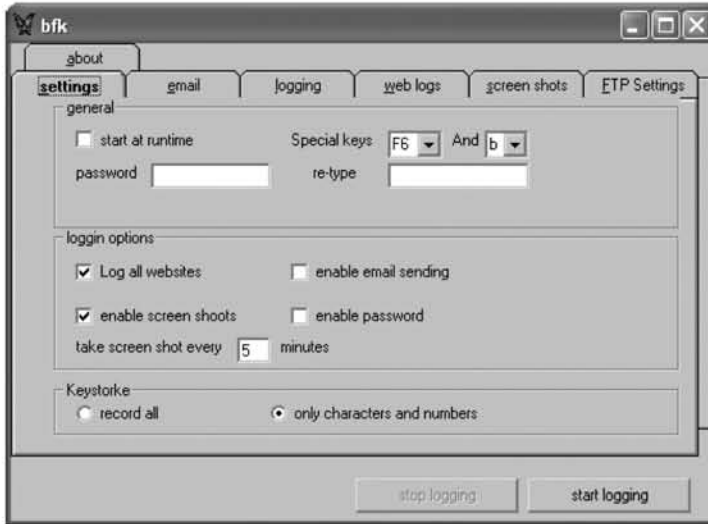 bfk
about
settings email logging web logs screen shots FTP Settings
general
start at runtime Special keys F6 And b
password re-type
loggin options
Log all websites enable email sending
enable screen shoots enable password
take screen shot every 5 minutes
Keystorke
record all only characters and numbers
stop logging start logging